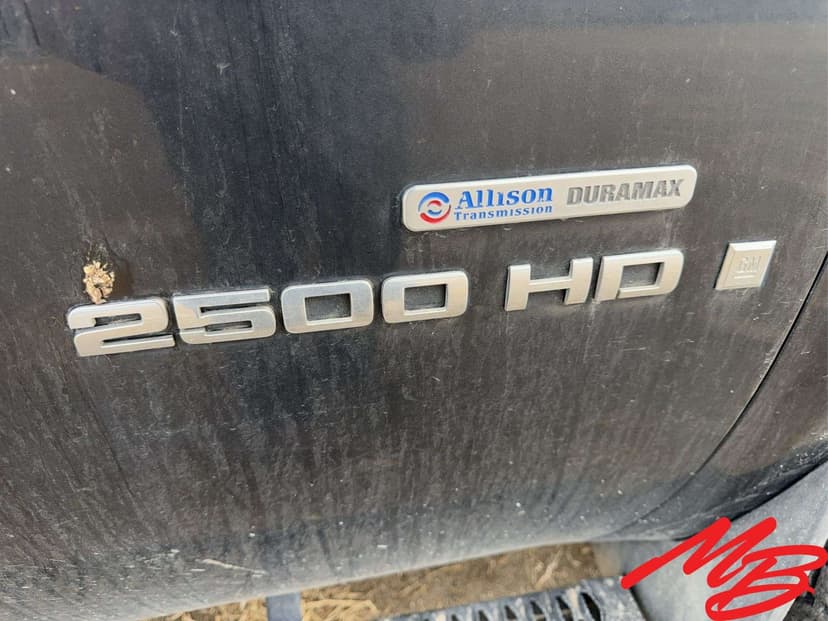 Allison Transmission DURAMAX
2500 HD
GM
MB